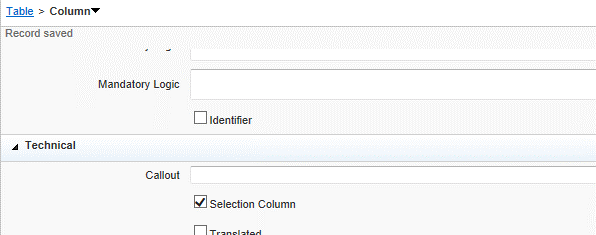 Table > Column
Record saved
Mandatory Logic
Identifier
Technical
Callout
Selection Column
Translated